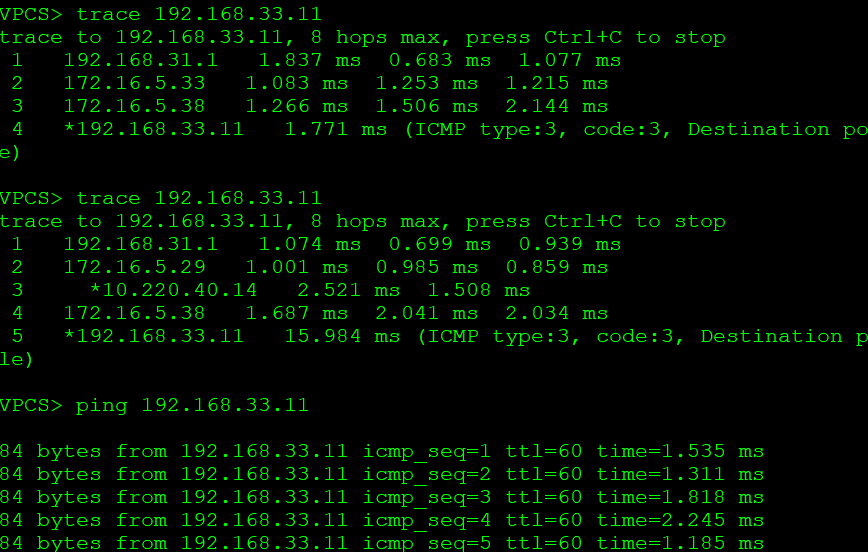 VPCS> trace 192.168.33.11
trace to 192.168.33.11, 8 hops max, press Ctrl+C to stop
 1   192.168.31.1   1.837 ms  0.683 ms  1.077 ms
 2   172.16.5.33   1.083 ms  1.253 ms  1.215 ms
 3   172.16.5.38   1.266 ms  1.506 ms  2.144 ms
 4   *192.168.33.11   1.771 ms (ICMP type:3, code:3, Destination po
e)
VPCS> trace 192.168.33.11
trace to 192.168.33.11, 8 hops max, press Ctrl+C to stop
 1   192.168.31.1   1.074 ms  0.699 ms  0.939 ms
 2   172.16.5.29   1.001 ms  0.985 ms  0.859 ms
 3     *10.220.40.14   2.521 ms  1.508 ms
 4   172.16.5.38   1.687 ms  2.041 ms  2.034 ms
 5   *192.168.33.11   15.984 ms (ICMP type:3, code:3, Destination p
le)
VPCS> ping 192.168.33.11
84 bytes from 192.168.33.11 icmp_seq=1 ttl=60 time=1.535 ms
84 bytes from 192.168.33.11 icmp_seq=2 ttl=60 time=1.311 ms
84 bytes from 192.168.33.11 icmp_seq=3 ttl=60 time=1.818 ms
84 bytes from 192.168.33.11 icmp_seq=4 ttl=60 time=2.245 ms
84 bytes from 192.168.33.11 icmp_seq=5 ttl=60 time=1.185 ms